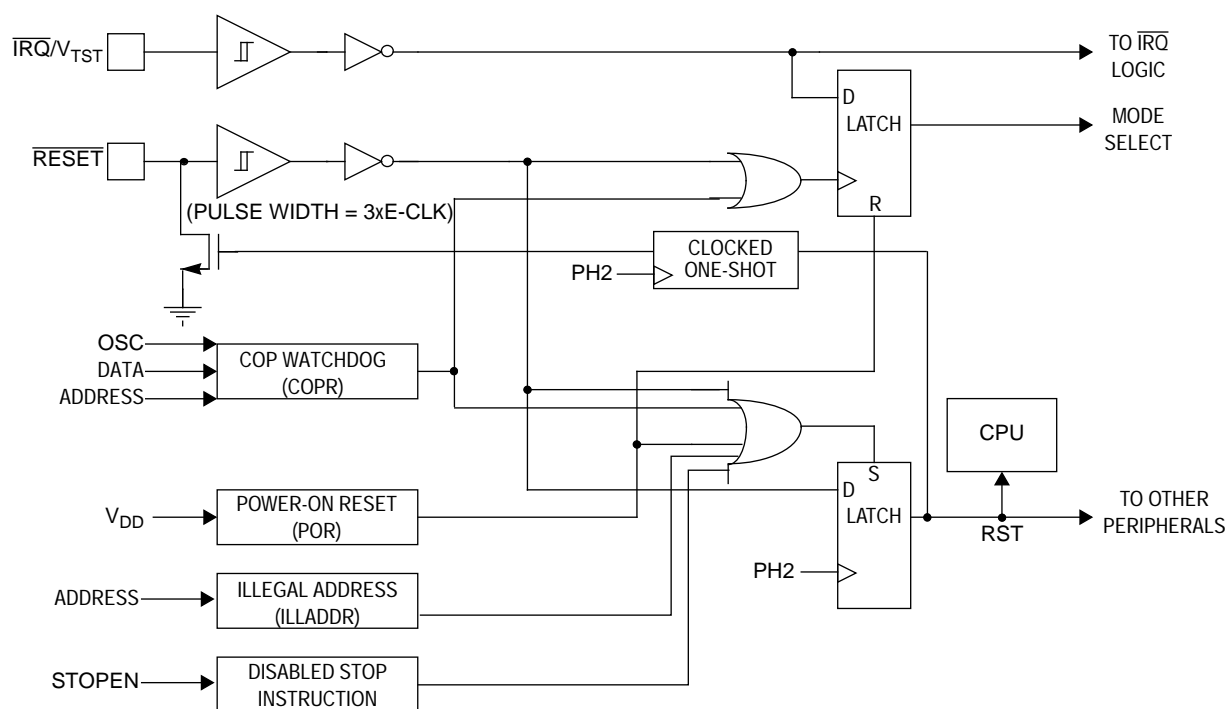 IRQ/VTST
TO IRQ
LOGIC
D
LATCH
MODE
SELECT
RESET
R
(PULSE WIDTH = 3xE-CLK)
CLOCKED
ONE-SHOT
PH2
OSC
DATA
ADDRESS
COP WATCHDOG
(COPR)
CPU
S
D
LATCH
VDD
POWER-ON RESET
(POR)
RST
TO OTHER
PERIPHERALS
PH2
ADDRESS
ILLEGAL ADDRESS
(ILLADDR)
STOPEN
DISABLED STOP
INSTRUCTION